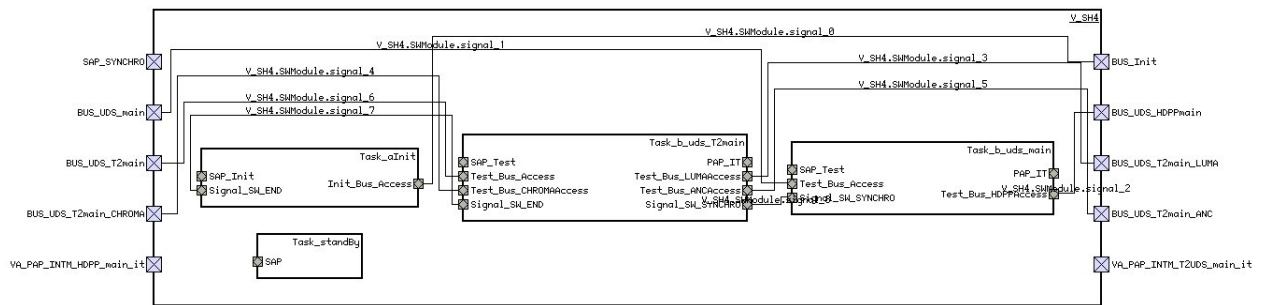 V_SH4
V_SH4.SWModule.signal_0
V_SH4.SWModule.signal_1
SAP_SYNCHRO
V_SH4.SWModule.signal_3
BUS_Init
V_SH4.SWModule.signal_4
V_SH4.SWModule.signal_5
V_SH4.SWModule.signal_6
BUS_UDS_main
V_SH4.SWModule.signal_7
BUS_UDS_HDPPmain
Task_b_uds_T2main
Task_b_uds_main
Task_aInit
BUS_UDS_T2main
SAP_Test
PAP_IT
BUS_UDS_T2main_LUMA
SAP_Test
PAP_IT
SAP_Init
Test_Bus_Access
Test_Bus_LUMAAccess
Init_Bus_Access
Test_Bus_Access
Signal_SW_END
Test_Bus_CHROMAAccess
Test_Bus_ANCAccess
V_SH4.SWModule.signal_2
Test_Bus_HDPPAccess
Signal_SW_SYNCHRO
Signal_SW_END
Signal_SW_SYNCHRO
BUS_UDS_T2main_CHROMA
BUS_UDS_T2main_ANC
Task_standBy
SAP
VA_PAP_INTM_HDPP_main_it
VA_PAP_INTM_T2UDS_main_it